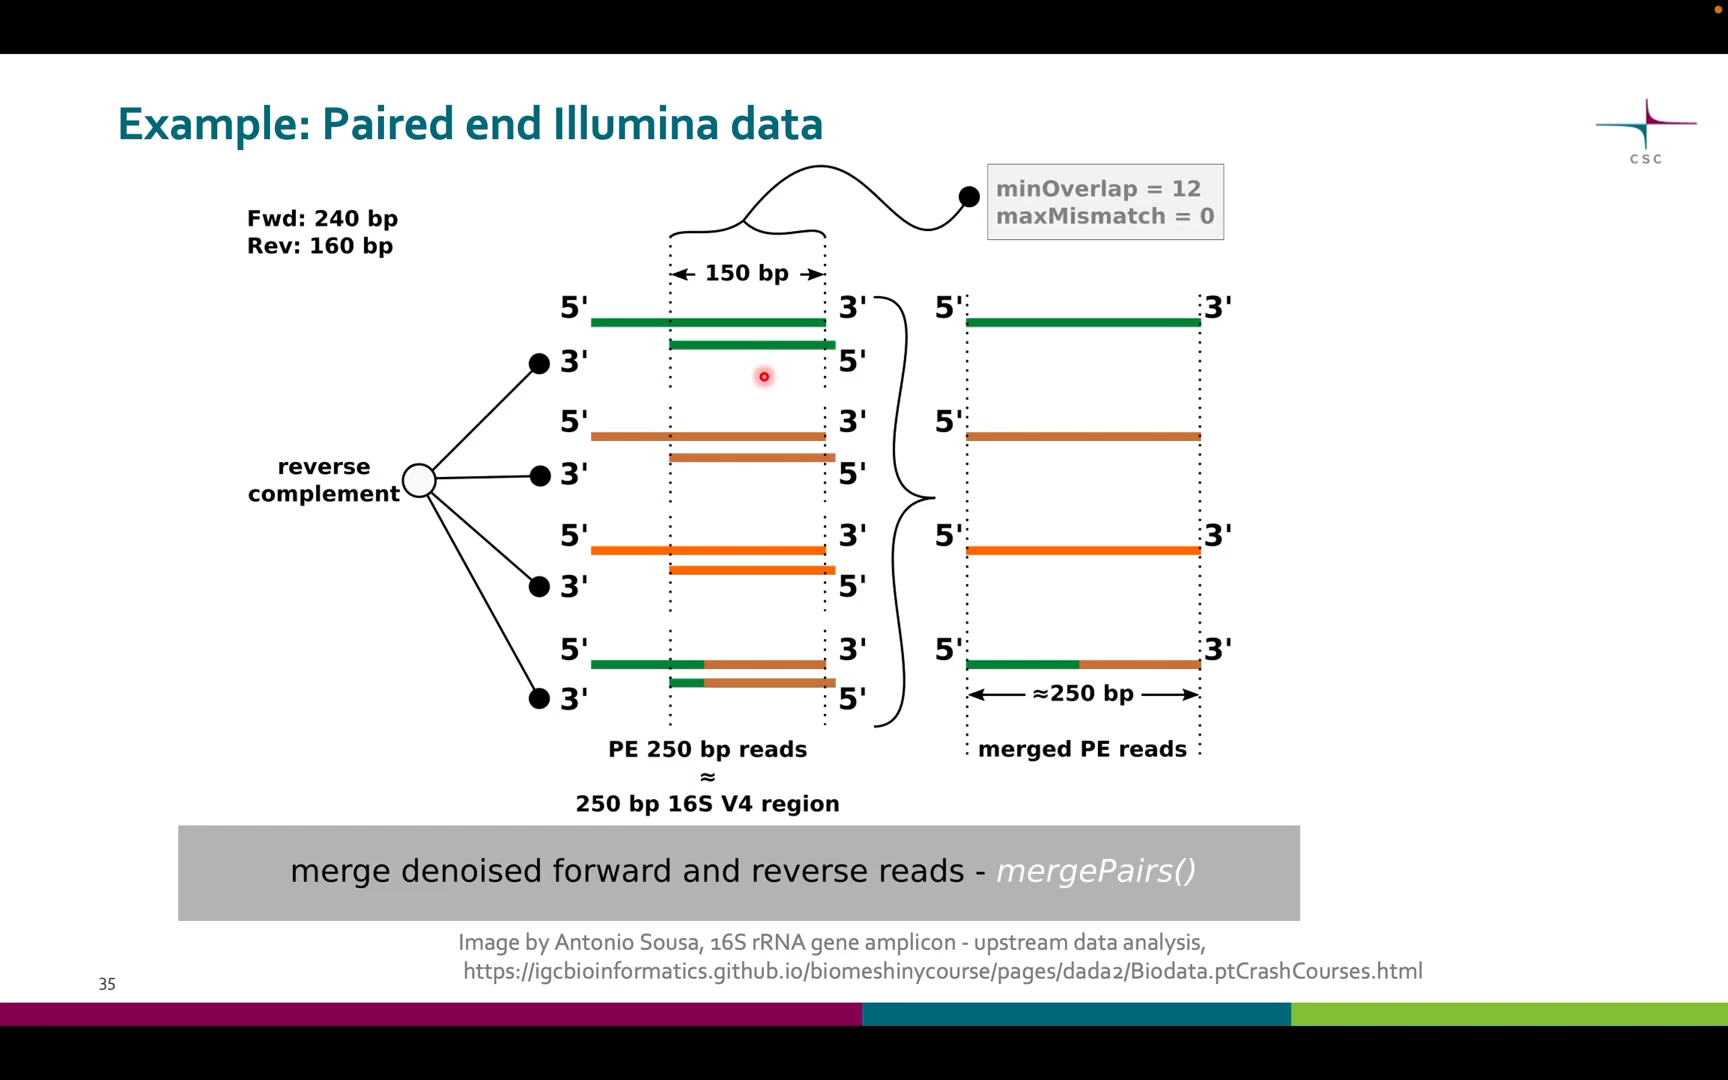 Example: Paired end Illumina data
CSC
minOverlap = 12
maxMismatch = 0
Fwd: 240 bp
Rev: 160 bp
150 bp
5' 3' 5' 3'
3' 5'
5' 3' 5'
reverse
complement
3' 5'
5' 3' 5' 3'
3' 5'
5' 3' 5' 3'
3' 5'
≈250 bp
PE 250 bp reads
≈
250 bp 16S V4 region
merged PE reads
merge denoised forward and reverse reads - mergePairs()
Image by Antonio Sousa, 16S rRNA gene amplicon - upstream data analysis,
https://igcbioinformatics.github.io/biomeshinycourse/pages/dada2/Biodata.ptCrashCourses.html
35